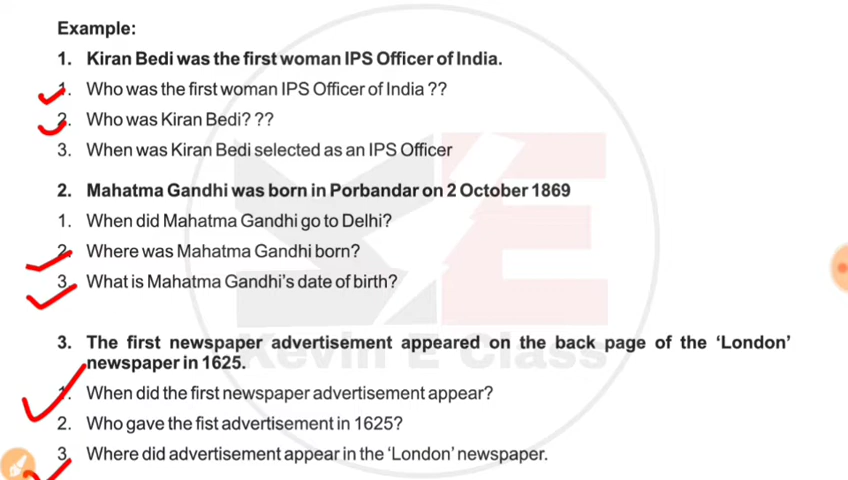 Example:
1. Kiran Bedi was the first woman IPS Officer of India.
1. Who was the first woman IPS Officer of India ??
2. Who was Kiran Bedi? ??
3. When was Kiran Bedi selected as an IPS Officer
2. Mahatma Gandhi was born in Porbandar on 2 October 1869
1. When did Mahatma Gandhi go to Delhi?
2. Where was Mahatma Gandhi born?
3. What is Mahatma Gandhi's date of birth?
3. The first newspaper advertisement appeared on the back page of the ‘London’
newspaper in 1625.
Kevin E Class
1. When did the first newspaper advertisement appear?
2. Who gave the fist advertisement in 1625?
3. Where did advertisement appear in the ‘London’ newspaper.